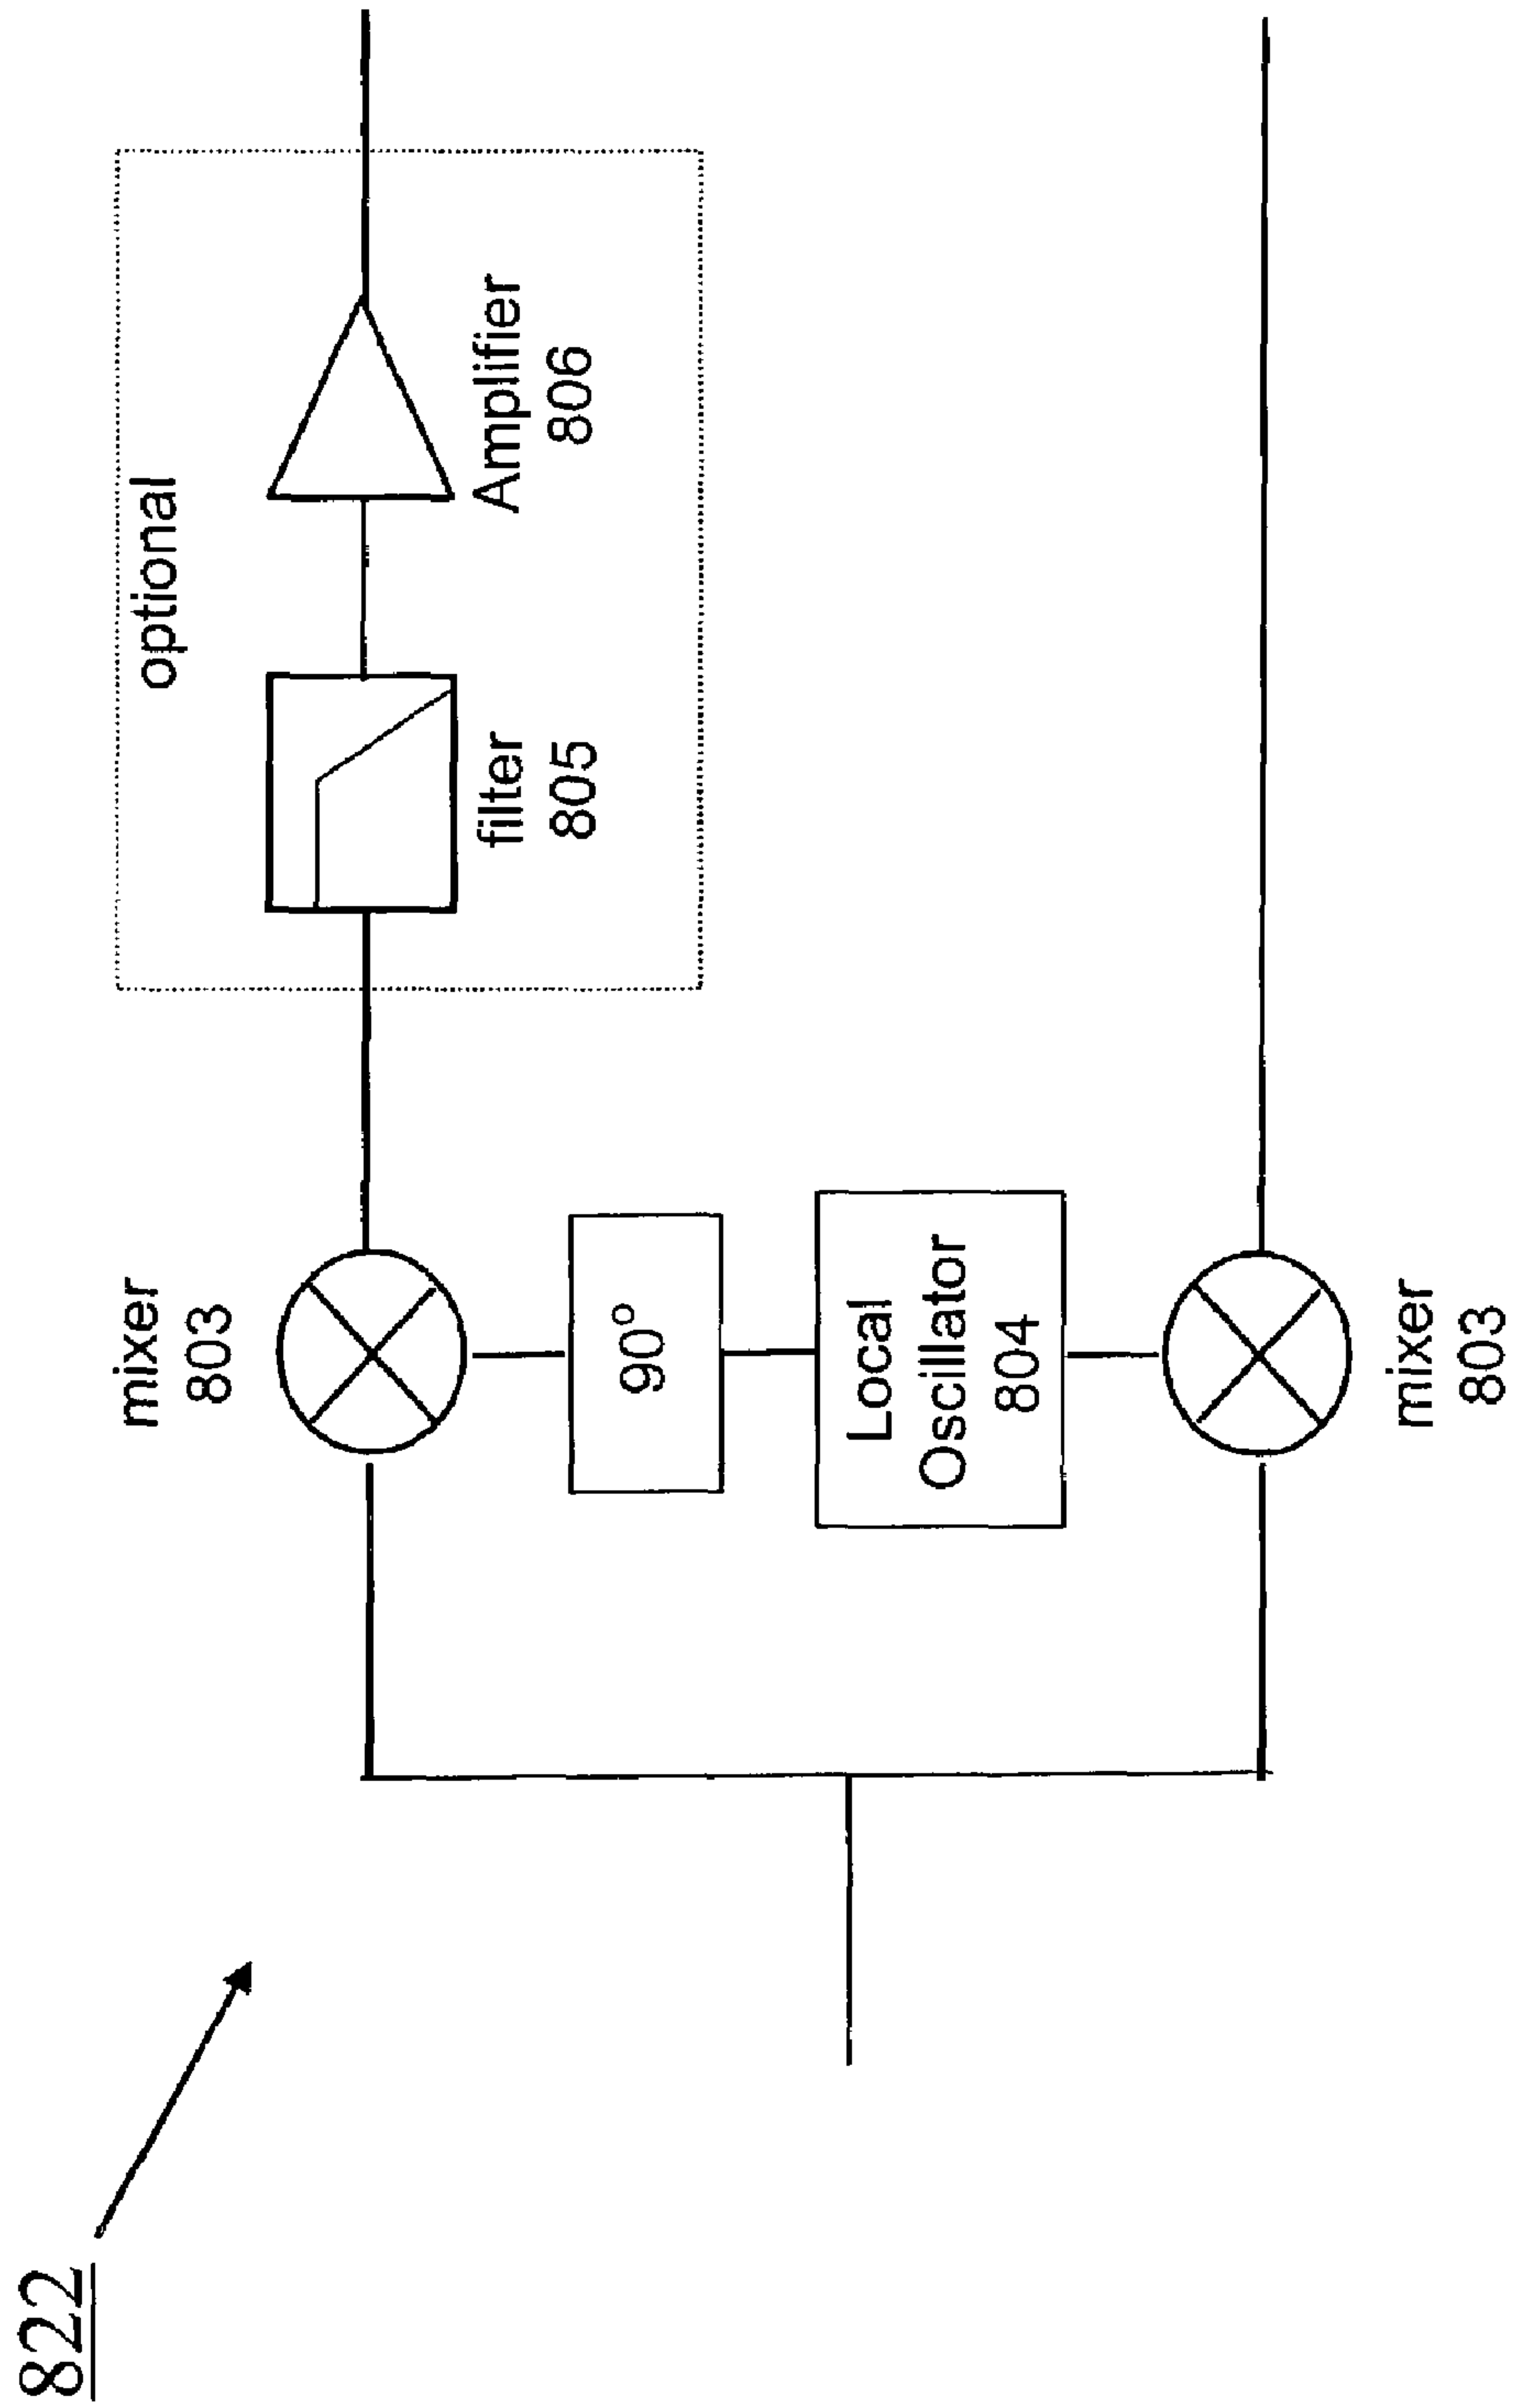 822
mixer
803
optional
filter
805
Amplifier
806
90°
Local
Oscillator
804
mixer
803